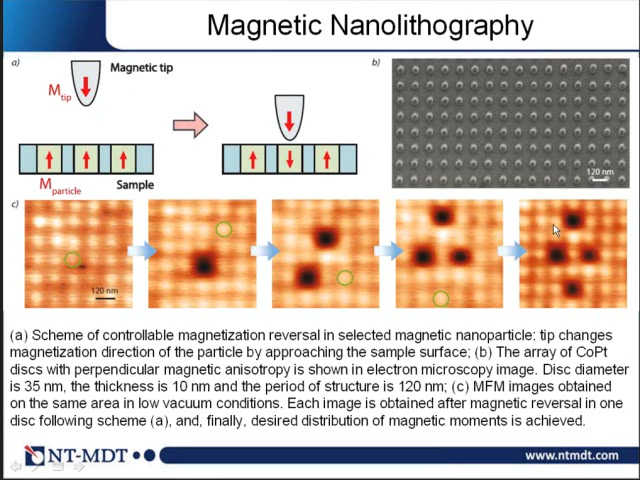 Magnetic Nanolithography
a)
Magnetic tip
Mtip
Mparticle
Sample
b)
120 nm
c)
120 nm
(a) Scheme of controllable magnetization reversal in selected magnetic nanoparticle: tip changes
magnetization direction of the particle by approaching the sample surface; (b) The array of CoPt
discs with perpendicular magnetic anisotropy is shown in electron microscopy image. Disc diameter
is 35 nm, the thickness is 10 nm and the period of structure is 120 nm; (c) MFM images obtained
on the same area in low vacuum conditions. Each image is obtained after magnetic reversal in one
disc following scheme (a), and, finally, desired distribution of magnetic moments is achieved.
NT-MDT
www.ntmdt.com